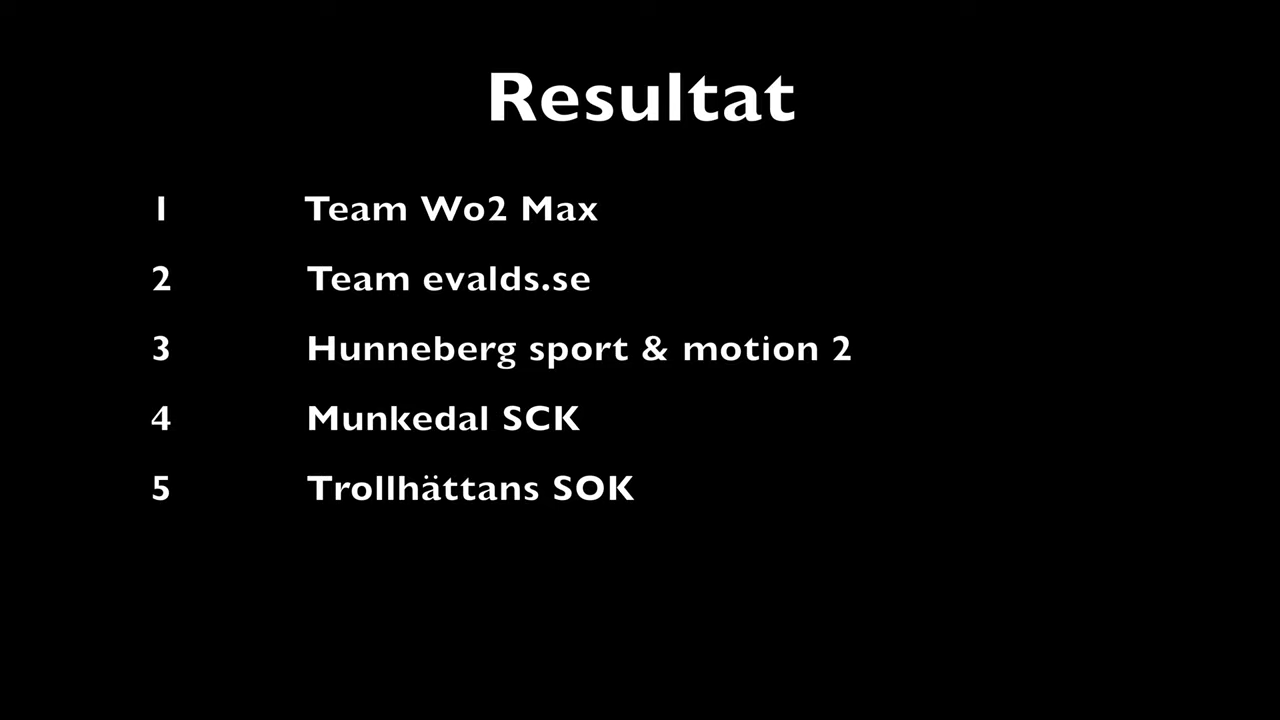 Resultat
1 Team Wo2 Max
2 Team evalds.se
3 Hunneberg sport & motion 2
4 Munkedal SCK
5 Trollhättans SOK